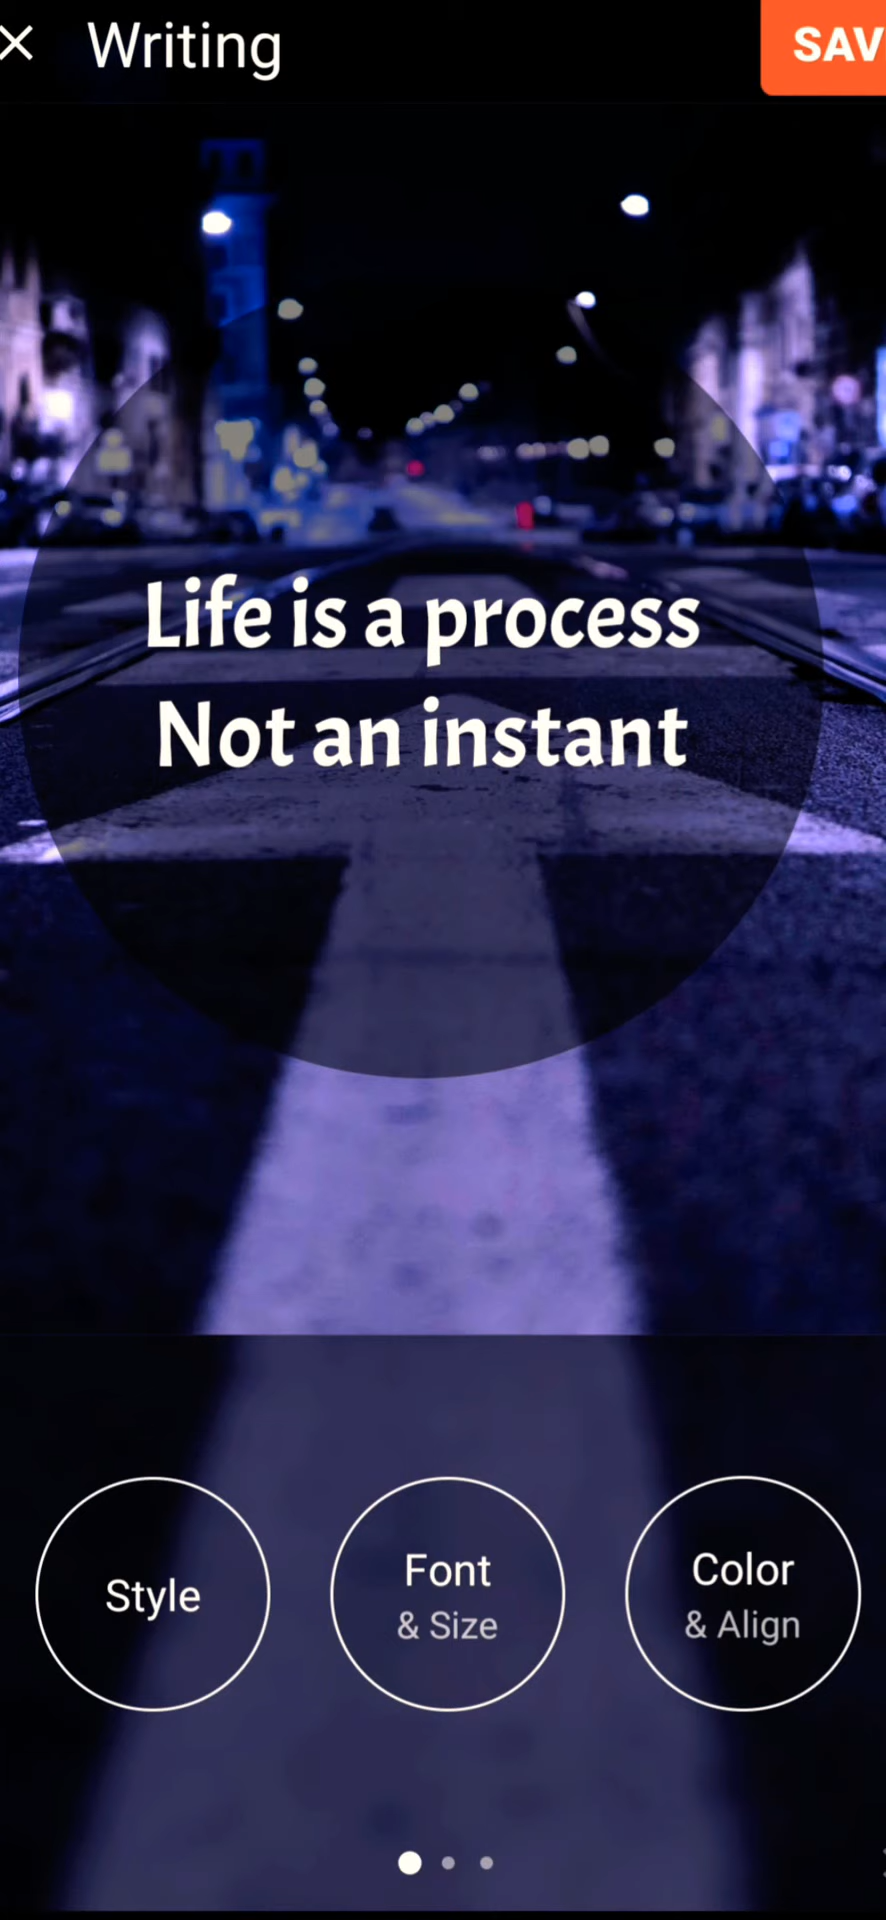 Writing
SAV
Life is a process
Not an instant
Style
Font
& Size
Color
& Align